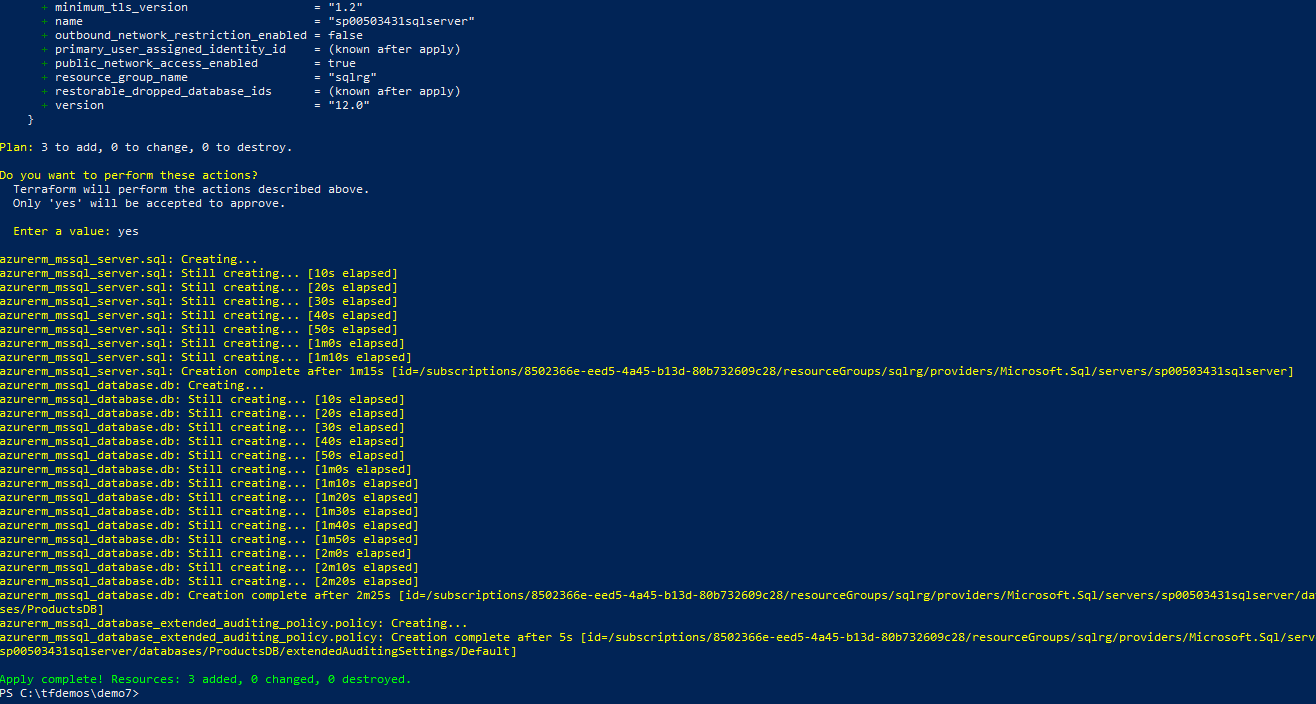 + minimum_tls_version = "1.2"
+ name = "sp00503431sqlserver"
+ outbound_network_restriction_enabled = false
+ primary_user_assigned_identity_id = (known after apply)
+ public_network_access_enabled = true
+ resource_group_name = "sqlrg"
+ restorable_dropped_database_ids = (known after apply)
+ version = "12.0"
}
Plan: 3 to add, 0 to change, 0 to destroy.
Do you want to perform these actions?
Terraform will perform the actions described above.
Only 'yes' will be accepted to approve.
Enter a value: yes
azurerm_mssql_server.sql: Creating...
azurerm_mssql_server.sql: Still creating... [10s elapsed]
azurerm_mssql_server.sql: Still creating... [20s elapsed]
azurerm_mssql_server.sql: Still creating... [30s elapsed]
azurerm_mssql_server.sql: Still creating... [40s elapsed]
azurerm_mssql_server.sql: Still creating... [50s elapsed]
azurerm_mssql_server.sql: Still creating... [1m0s elapsed]
azurerm_mssql_server.sql: Still creating... [1m10s elapsed]
azurerm_mssql_server.sql: Creation complete after 1m15s [id=/subscriptions/8502366e-eed5-4a45-b13d-80b732609c28/resourceGroups/sqlrg/providers/Microsoft.Sql/servers/sp00503431sqlserver]
azurerm_mssql_database.db: Creating...
azurerm_mssql_database.db: Still creating... [10s elapsed]
azurerm_mssql_database.db: Still creating... [20s elapsed]
azurerm_mssql_database.db: Still creating... [30s elapsed]
azurerm_mssql_database.db: Still creating... [40s elapsed]
azurerm_mssql_database.db: Still creating... [50s elapsed]
azurerm_mssql_database.db: Still creating... [1m0s elapsed]
azurerm_mssql_database.db: Still creating... [1m10s elapsed]
azurerm_mssql_database.db: Still creating... [1m20s elapsed]
azurerm_mssql_database.db: Still creating... [1m30s elapsed]
azurerm_mssql_database.db: Still creating... [1m40s elapsed]
azurerm_mssql_database.db: Still creating... [1m50s elapsed]
azurerm_mssql_database.db: Still creating... [2m0s elapsed]
azurerm_mssql_database.db: Still creating... [2m10s elapsed]
azurerm_mssql_database.db: Still creating... [2m20s elapsed]
azurerm_mssql_database.db: Creation complete after 2m25s [id=/subscriptions/8502366e-eed5-4a45-b13d-80b732609c28/resourceGroups/sqlrg/providers/Microsoft.Sql/servers/sp00503431sqlserver/da
ses/ProductsDB]
azurerm_mssql_database_extended_auditing_policy.policy: Creating...
azurerm_mssql_database_extended_auditing_policy.policy: Creation complete after 5s [id=/subscriptions/8502366e-eed5-4a45-b13d-80b732609c28/resourceGroups/sqlrg/providers/Microsoft.Sql/serv
sp00503431sqlserver/databases/ProductsDB/extendedAuditingSettings/Default]
Apply complete! Resources: 3 added, 0 changed, 0 destroyed.
PS C:\tfdemos\demo7>